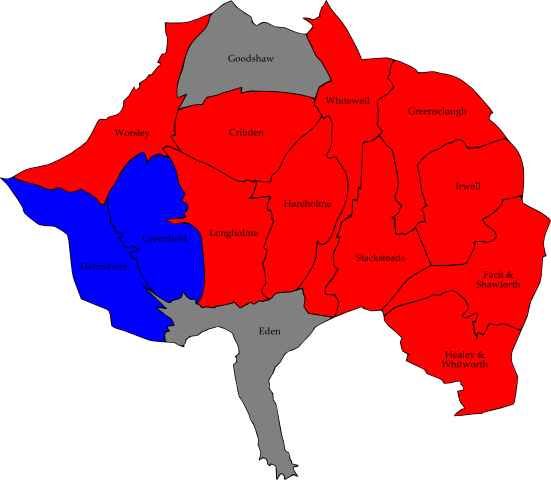 Goodshaw
Whitewell
Greensclough
Worsley
Cribden
Irwell
Hareholme
Longholme
Greenfield
Stacksteads
Helmshore
Facit &
Shawforth
Eden
Healey &
Whitworth